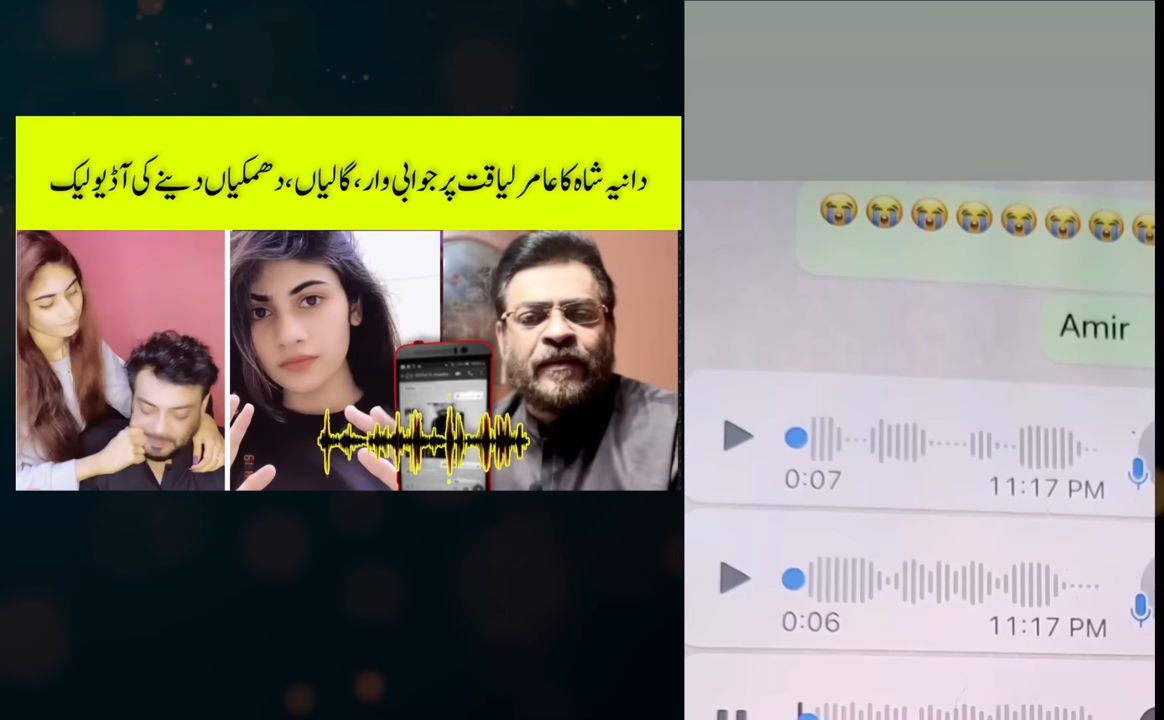 دانیہ شاہ کا عامر لیاقت پر جوابی وار، گالیاں، دھمکیاں دینے کی آڈیو لیک
😭😭😭😭😭😭😭😭
Amir
0:07 11:17 PM
0:06 11:17 PM